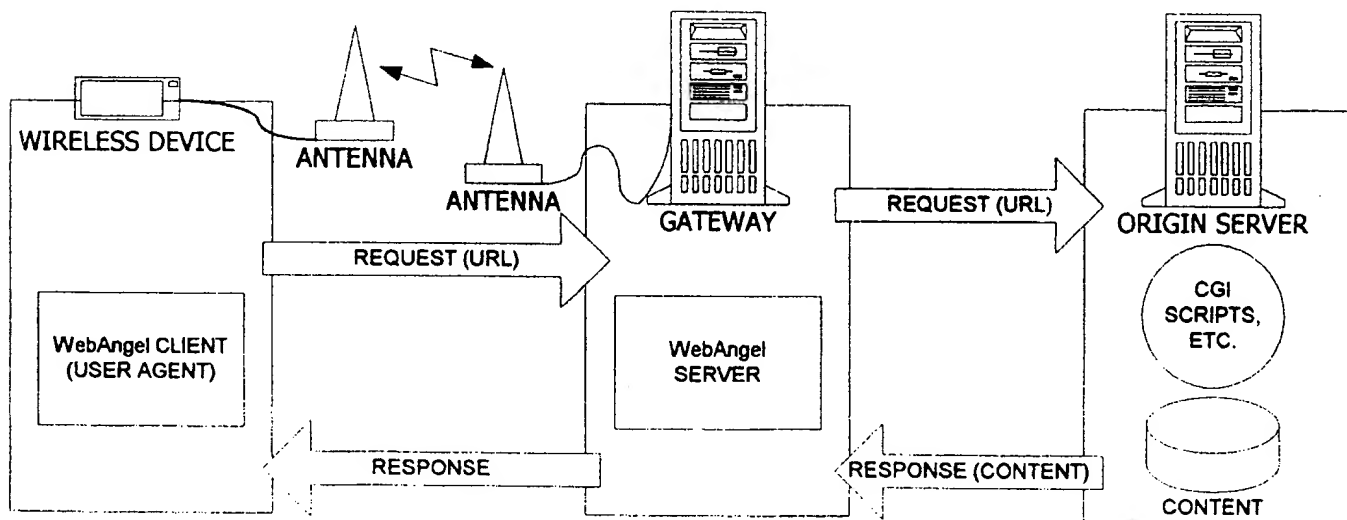 WIRELESS DEVICE
ANTENNA
ANTENNA
GATEWAY
ORIGIN SERVER
REQUEST (URL)
REQUEST (URL)
WebAngel CLIENT
(USER AGENT)
WebAngel
SERVER
CGI
SCRIPTS,
ETC.
RESPONSE
RESPONSE (CONTENT)
CONTENT